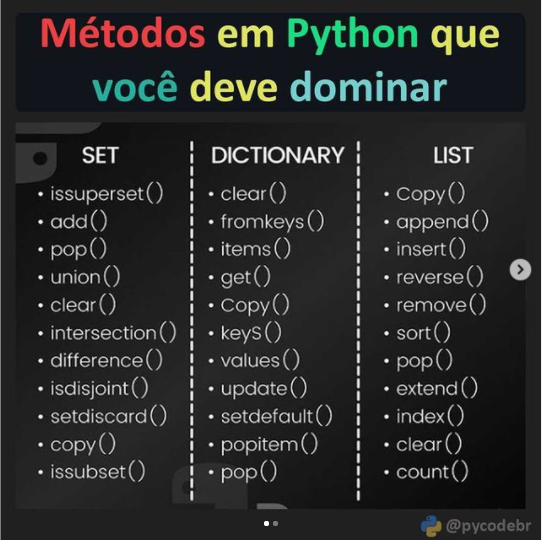 Métodos em Python que
você deve dominar
SET
• issuperset()
• add()
• pop()
• union()
• clear()
• intersection()
• difference()
• isdisjoint()
• setdiscard()
• copy()
• issubset()
DICTIONARY
• clear()
• fromkeys()
• items()
• get()
• Copy()
• keyS()
• values()
• update()
• setdefault()
• popitem()
• pop()
LIST
• Copy()
• append()
• insert()
• reverse()
• remove()
• sort()
• pop()
• extend()
• index()
• clear()
• count()
@pycodebr